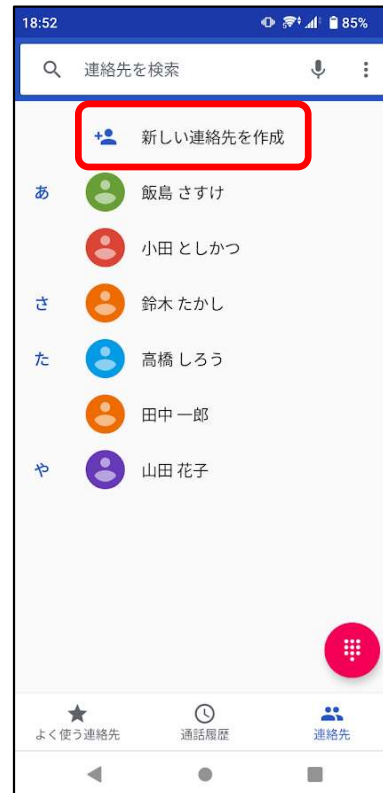 18:52 85%
連絡先を検索
新しい連絡先を作成
あ 飯島 さすけ
小田 としかつ
さ 鈴木 たかし
た 高橋 しろう
田中 一郎
や 山田 花子
よく使う連絡先 通話履歴 連絡先